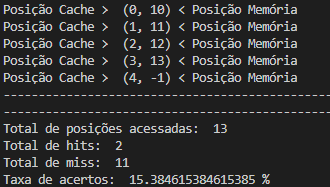 Posição Cache >  (0, 10) < Posição Memória
Posição Cache >  (1, 11) < Posição Memória
Posição Cache >  (2, 12) < Posição Memória
Posição Cache >  (3, 13) < Posição Memória
Posição Cache >  (4, -1) < Posição Memória
-----------------------------------------------
-----------------------------------------------
Total de posições acessadas:  13
Total de hits:  2
Total de miss:  11
Taxa de acertos:  15.384615384615385 %